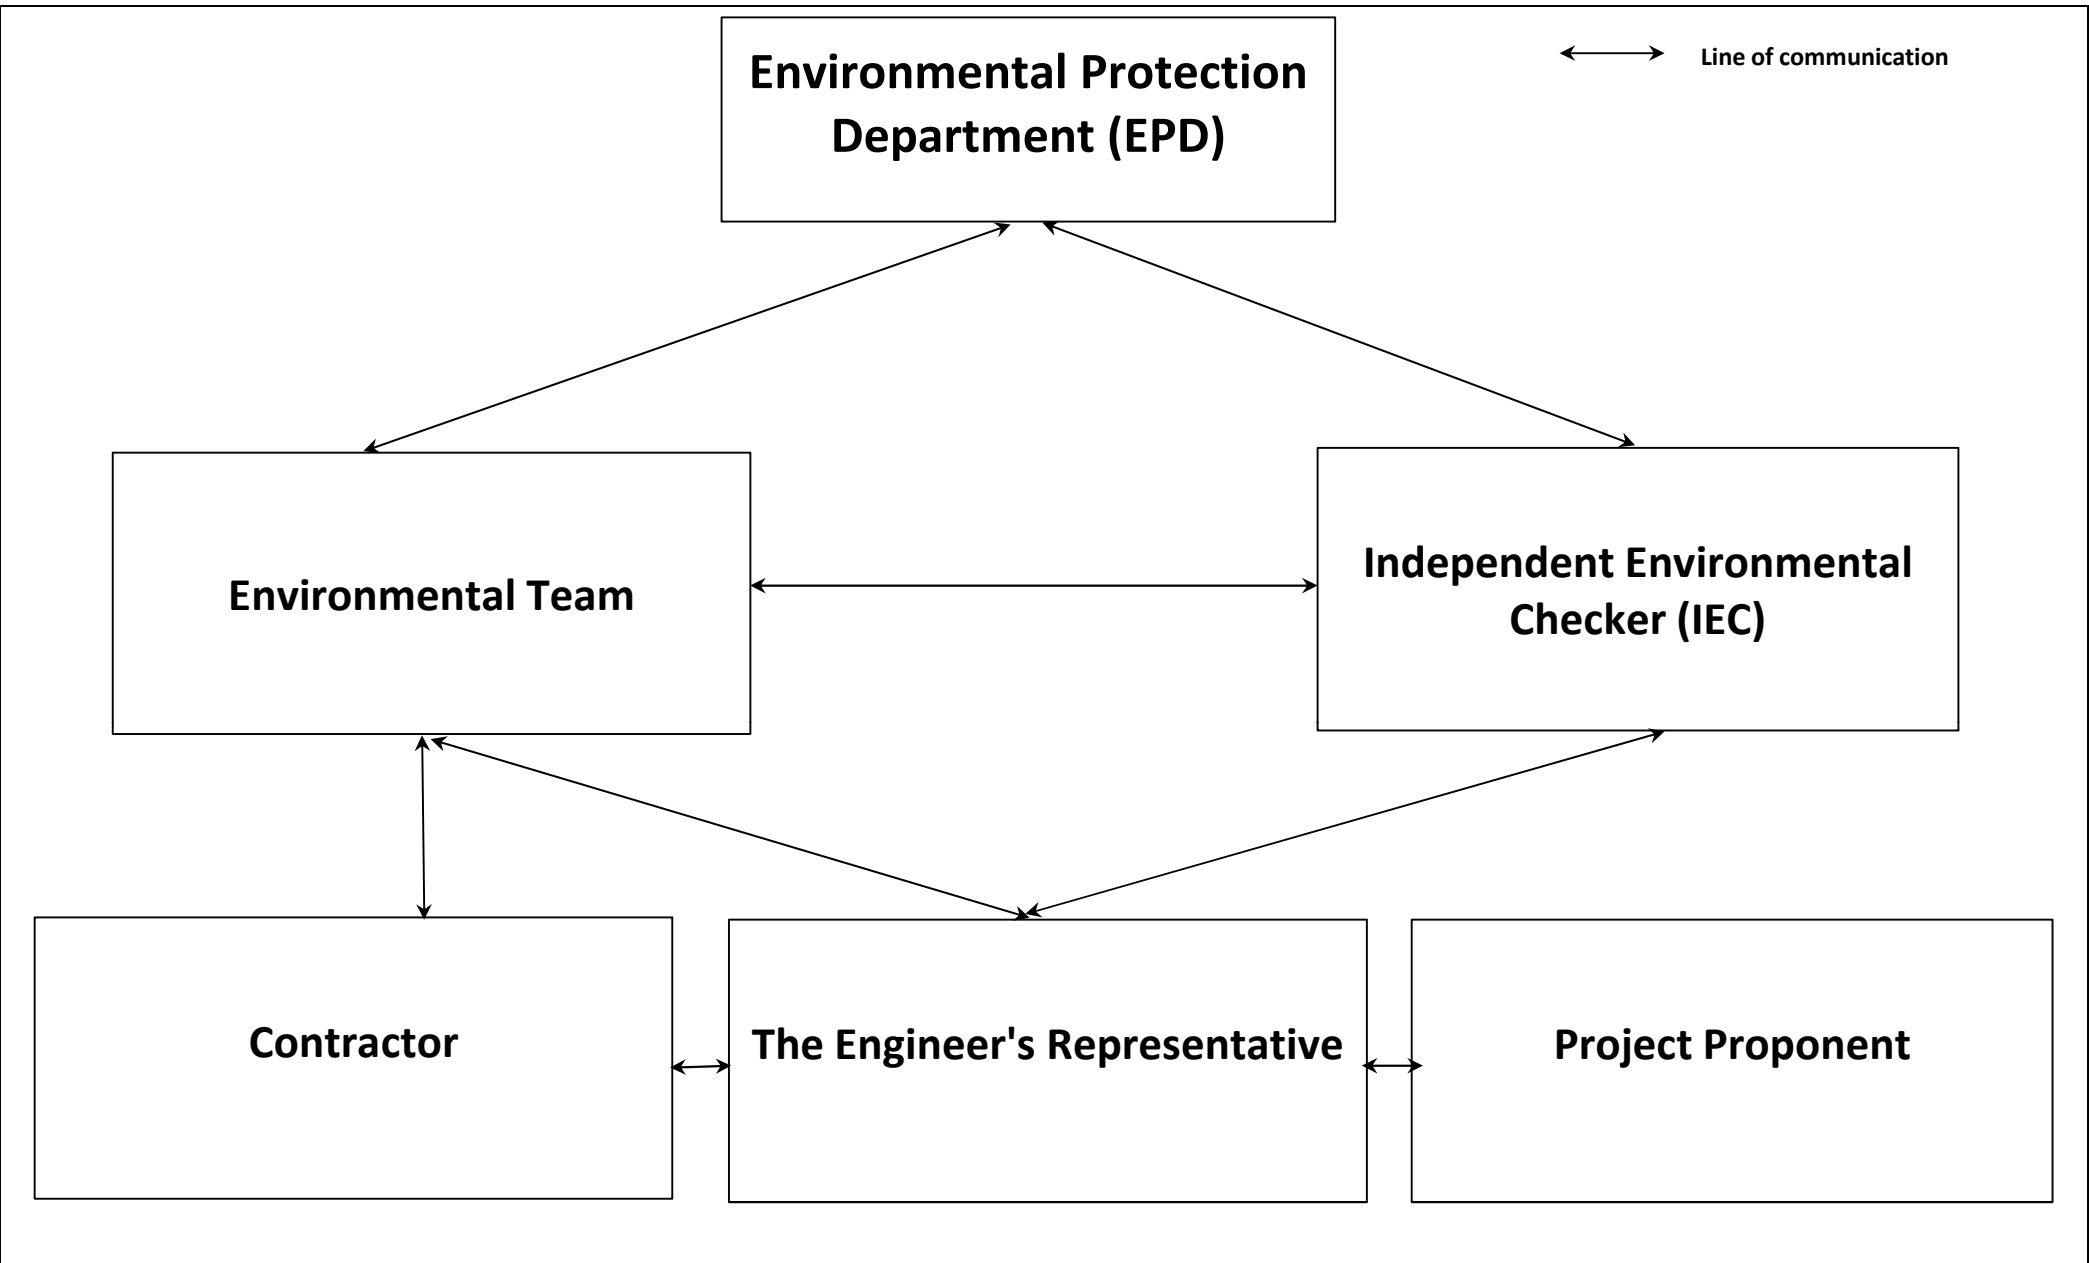 Environmental Protection
Department (EPD)
Line of communication
Environmental Team
Independent Environmental
Checker (IEC)
Contractor
The Engineer's Representative
Project Proponent